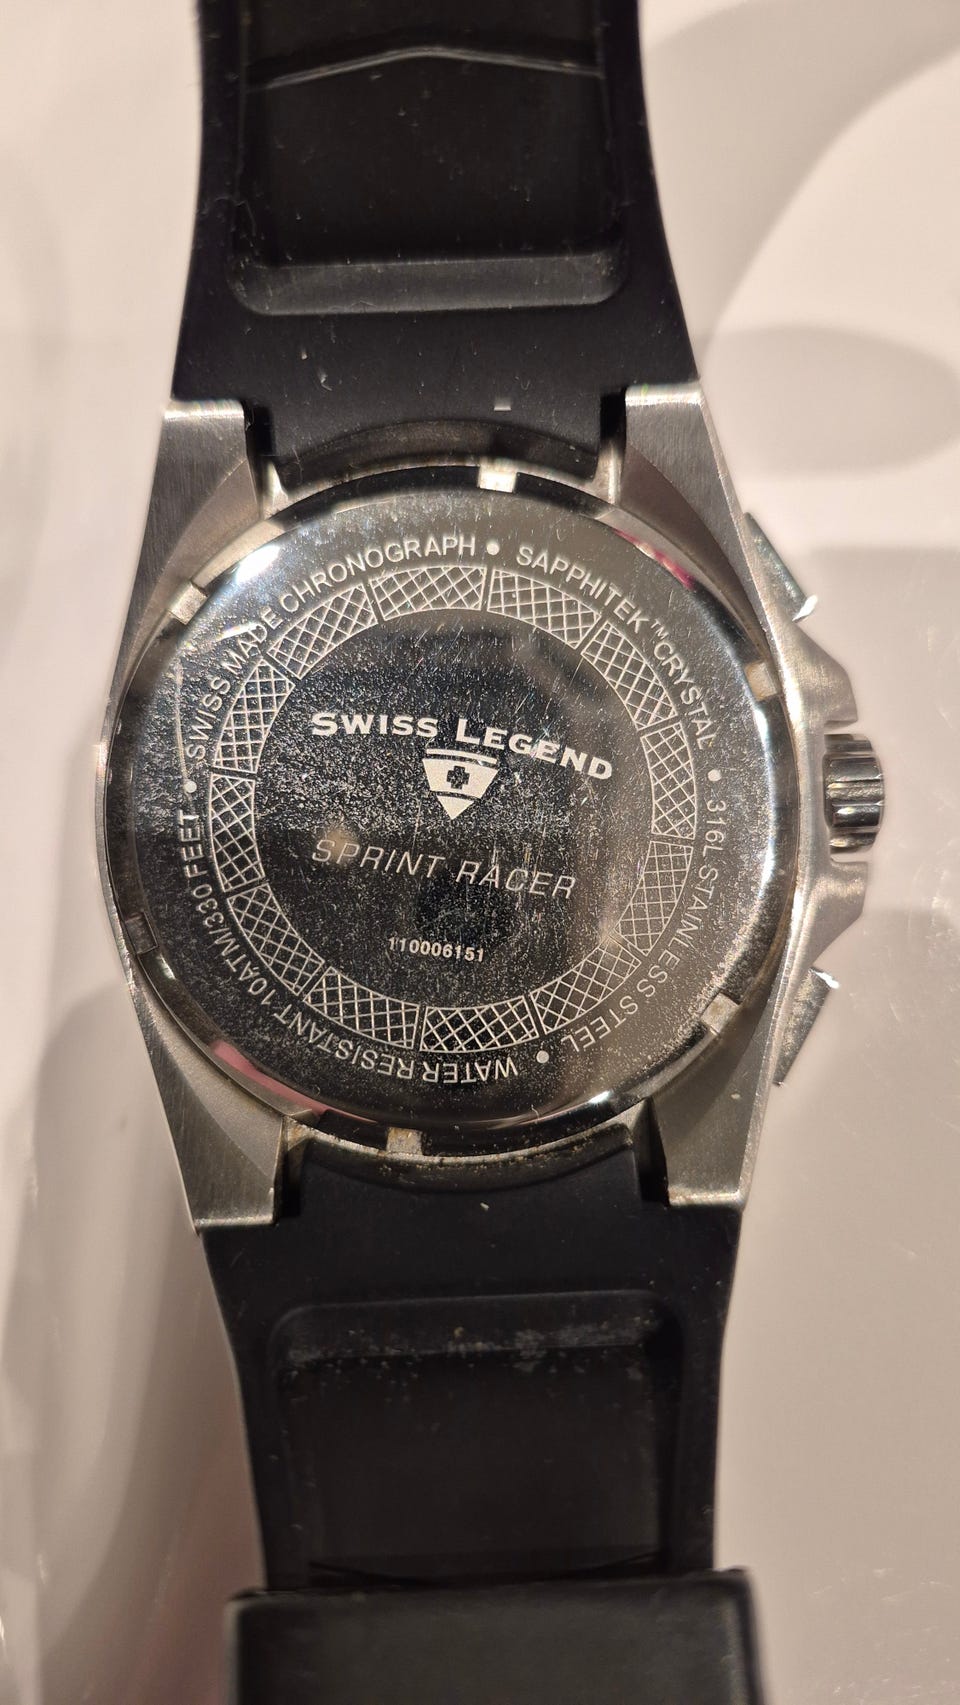 SWISS LEGEND
SPRINT RACER
110006151
• SWISS MADE CHRONOGRAPH • SAPPHITEK™ CRYSTAL • 316L STAINLESS STEEL • WATER RESISTANT 10ATM/330 FEET